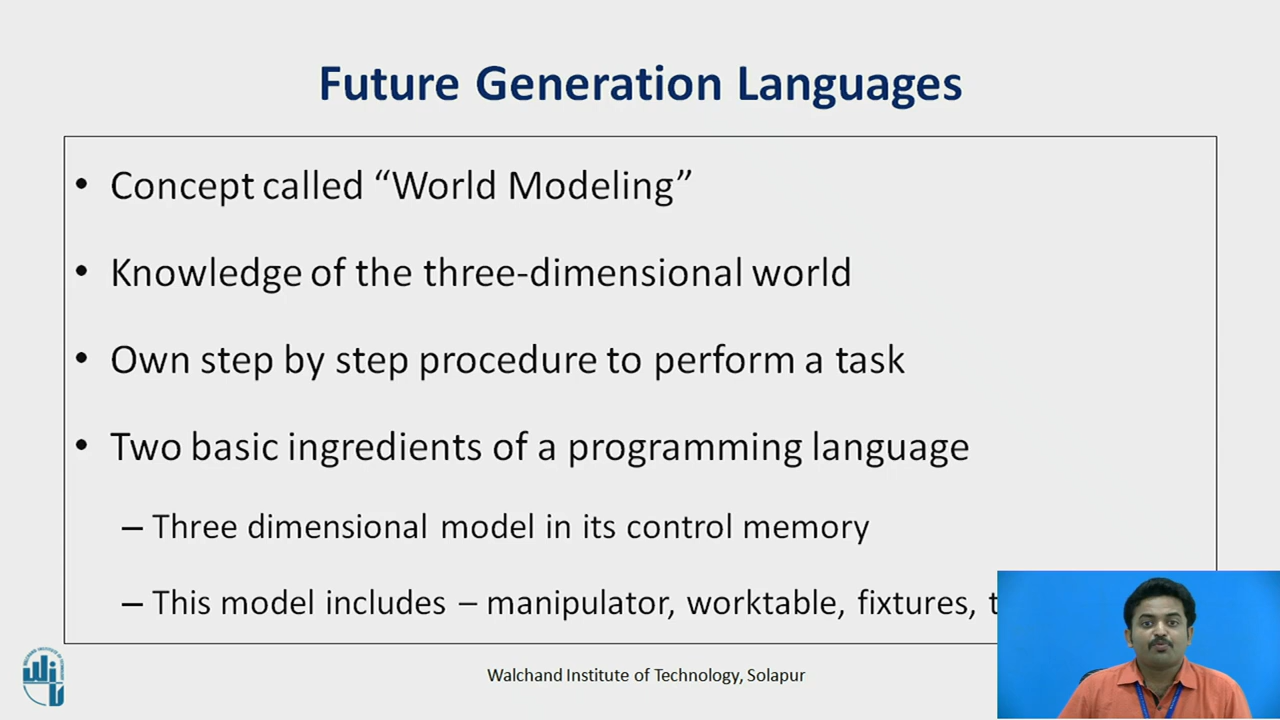 Future Generation Languages
• Concept called “World Modeling”
• Knowledge of the three-dimensional world
• Own step by step procedure to perform a task
• Two basic ingredients of a programming language
– Three dimensional model in its control memory
– This model includes – manipulator, worktable, fixtures,
Walchand Institute of Technology, Solapur